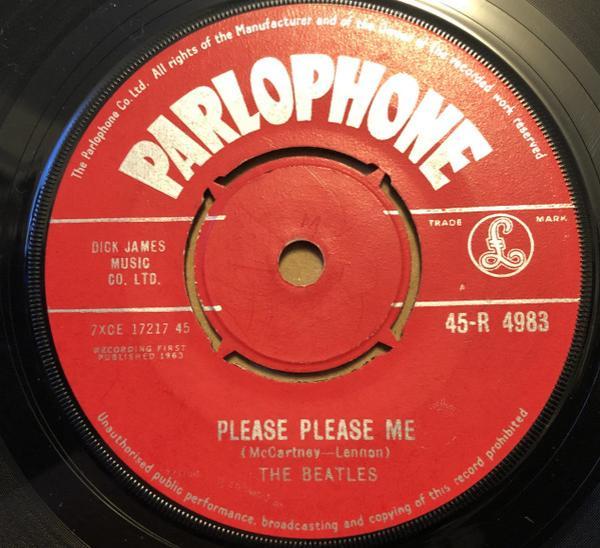 The Parlophone Co. Ltd. All rights of the Manufacturer and of the Owner of the recorded work reserved
PARLOPHONE
TRADE MARK
£
DICK JAMES
MUSIC
CO. LTD.
7XCE 17217 45
RECORDING FIRST
PUBLISHED 1963
45-R 4983
PLEASE PLEASE ME
(McCartney—Lennon)
THE BEATLES
Unauthorised public performance, broadcasting and copying of this record prohibited